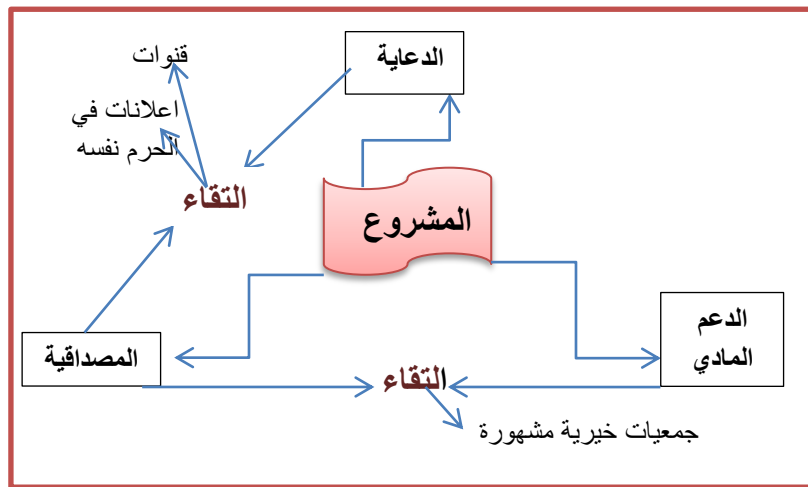 الدعاية
قنوات
اعلانات في
الحرم نفسه
التقاء
المشروع
الدعم
المادي
المصداقية
التقاء
جمعيات خيرية مشهورة